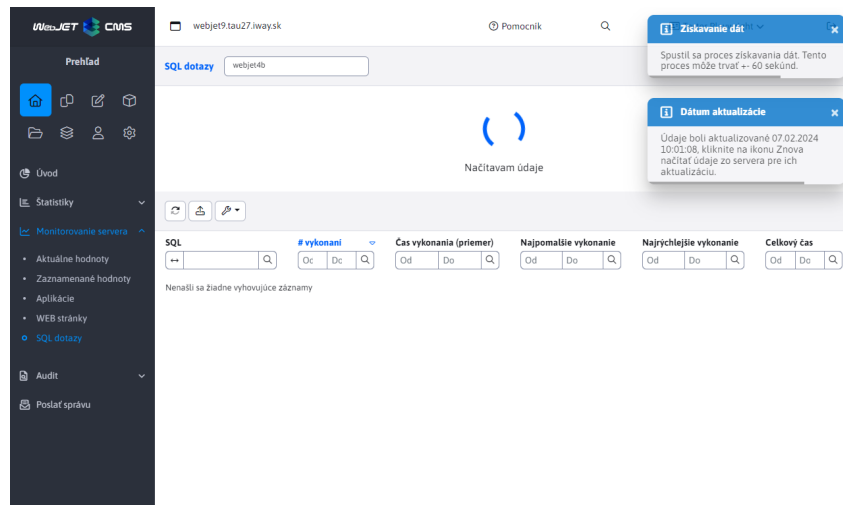 WebJET CMS
webjet9.tau27.iway.sk
Pomocník
Prehľad
SQL dotazy
webjet4b
Získavanie dát
Spustil sa proces získavania dát. Tento
proces môže trvať +- 60 sekúnd.
Dátum aktualizácie
Údaje boli aktualizované 07.02.2024
10:01:08, kliknite na ikonu Znova
načítať údaje zo servera pre ich
aktualizáciu.
Načítavam údaje
Úvod
Štatistiky
Monitorovanie servera
Aktuálne hodnoty
Zaznamenané hodnoty
Aplikácie
WEB stránky
SQL dotazy
Audit
Poslať správu
SQL
# vykonaní
Čas vykonania (priemer)
Najpomalšie vykonanie
Najrýchlejšie vykonanie
Celkový čas
Od Do
Od Do
Od Do
Od Do
Nenašli sa žiadne vyhovujúce záznamy